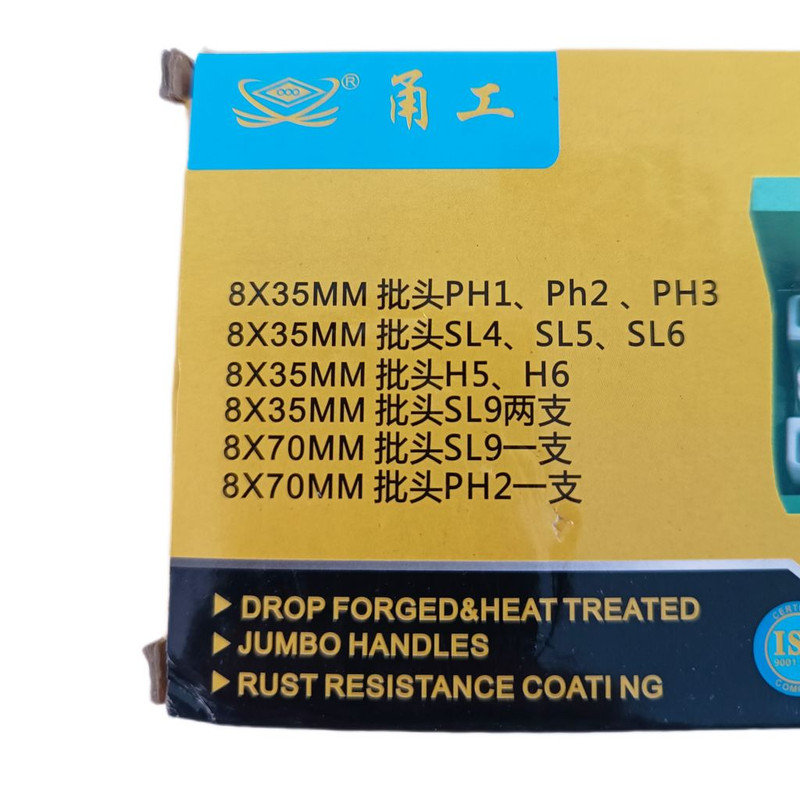 ® 甬工
8X35MM 批头PH1、Ph2 、PH3
8X35MM 批头SL4、SL5、SL6
8X35MM 批头H5、H6
8X35MM 批头SL9两支
8X70MM 批头SL9一支
8X70MM 批头PH2一支
▶ DROP FORGED&HEAT TREATED
▶ JUMBO HANDLES
▶ RUST RESISTANCE COATI NG